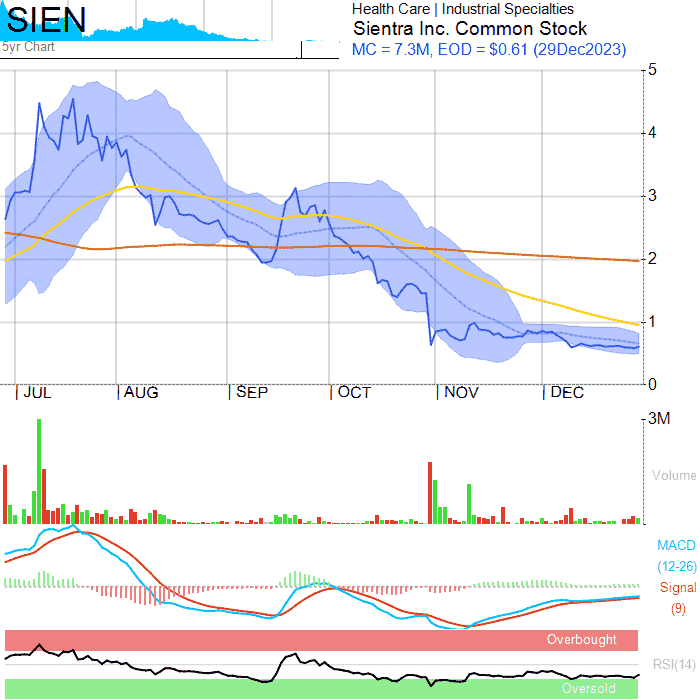 SIEN
5yr Chart
Health Care | Industrial Specialties
Sientra Inc. Common Stock
MC = 7.3M, EOD = $0.61 (29Dec2023)
5
4
3
2
1
0
JUL AUG SEP OCT NOV DEC
3M
Volume
MACD
(12-26)
Signal
(9)
Overbought
RSI(14)
Oversold